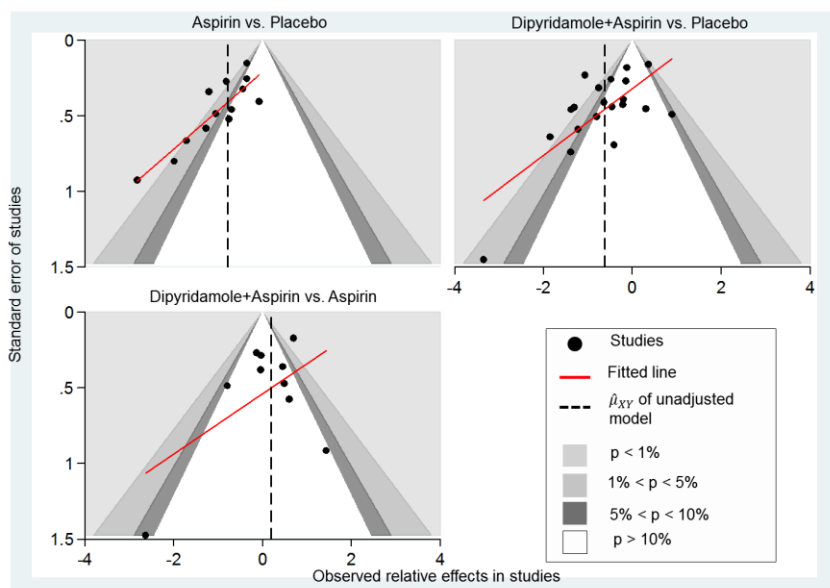 Aspirin vs. Placebo
Dipyridamole+Aspirin vs. Placebo
0
.5
1
1.5
0
.5
1
1.5
-4
-2
0
2
4
Standard error of studies
Dipyridamole+Aspirin vs. Aspirin
0
.5
1
1.5
-4
-2
0
2
4
Observed relative effects in studies
Studies
Fitted line
μ̂XY of unadjusted
model
p < 1%
1% < p < 5%
5% < p < 10%
p > 10%